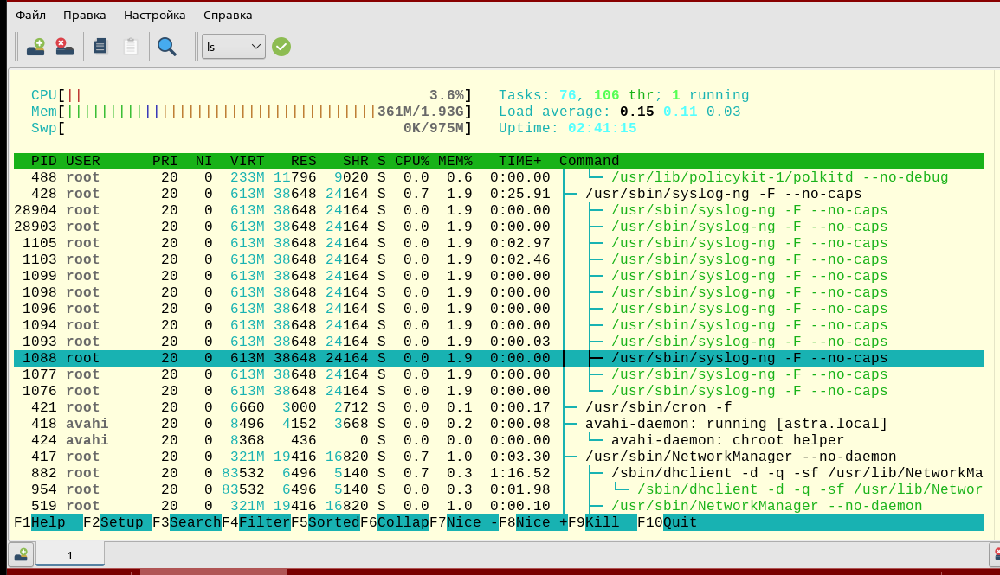 Файл Правка Настройка Справка
ls
CPU[|| 3.6%] Tasks: 76, 106 thr; 1 running
Mem[||||||||||||||||||||||||||||||||||||361M/1.93G] Load average: 0.15 0.11 0.03
Swp[ 0K/975M] Uptime: 02:41:15
PID USER PRI NI VIRT RES SHR S CPU% MEM% TIME+ Command
488 root 20 0 233M 11796 9020 S 0.0 0.6 0:00.00 │ └─ /usr/lib/policykit-1/polkitd --no-debug
428 root 20 0 613M 38648 24164 S 0.7 1.9 0:25.91 ├─ /usr/sbin/syslog-ng -F --no-caps
28904 root 20 0 613M 38648 24164 S 0.0 1.9 0:00.00 │ ├─ /usr/sbin/syslog-ng -F --no-caps
28903 root 20 0 613M 38648 24164 S 0.0 1.9 0:00.00 │ ├─ /usr/sbin/syslog-ng -F --no-caps
1105 root 20 0 613M 38648 24164 S 0.0 1.9 0:02.97 │ ├─ /usr/sbin/syslog-ng -F --no-caps
1103 root 20 0 613M 38648 24164 S 0.0 1.9 0:02.46 │ ├─ /usr/sbin/syslog-ng -F --no-caps
1099 root 20 0 613M 38648 24164 S 0.0 1.9 0:00.00 │ ├─ /usr/sbin/syslog-ng -F --no-caps
1098 root 20 0 613M 38648 24164 S 0.0 1.9 0:00.00 │ ├─ /usr/sbin/syslog-ng -F --no-caps
1096 root 20 0 613M 38648 24164 S 0.0 1.9 0:00.00 │ ├─ /usr/sbin/syslog-ng -F --no-caps
1094 root 20 0 613M 38648 24164 S 0.0 1.9 0:00.00 │ ├─ /usr/sbin/syslog-ng -F --no-caps
1093 root 20 0 613M 38648 24164 S 0.0 1.9 0:00.03 │ ├─ /usr/sbin/syslog-ng -F --no-caps
1088 root 20 0 613M 38648 24164 S 0.0 1.9 0:00.00 │ ├─ /usr/sbin/syslog-ng -F --no-caps
1077 root 20 0 613M 38648 24164 S 0.0 1.9 0:00.00 │ ├─ /usr/sbin/syslog-ng -F --no-caps
1076 root 20 0 613M 38648 24164 S 0.0 1.9 0:00.00 │ └─ /usr/sbin/syslog-ng -F --no-caps
421 root 20 0 6660 3000 2712 S 0.0 0.1 0:00.17 ├─ /usr/sbin/cron -f
418 avahi 20 0 8496 4152 3668 S 0.0 0.2 0:00.08 ├─ avahi-daemon: running [astra.local]
424 avahi 20 0 8368 436 0 S 0.0 0.0 0:00.00 │ └─ avahi-daemon: chroot helper
417 root 20 0 321M 19416 16820 S 0.7 1.0 0:03.30 ├─ /usr/sbin/NetworkManager --no-daemon
882 root 20 0 83532 6496 5140 S 0.7 0.3 1:16.52 │ ├─ /sbin/dhclient -d -q -sf /usr/lib/NetworkMa
954 root 20 0 83532 6496 5140 S 0.0 0.3 0:01.98 │ │ └─ /sbin/dhclient -d -q -sf /usr/lib/Networ
519 root 20 0 321M 19416 16820 S 0.0 1.0 0:00.10 │ ├─ /usr/sbin/NetworkManager --no-daemon
F1Help F2Setup F3SearchF4FilterF5SortedF6CollapF7Nice -F8Nice +F9Kill F10Quit
1